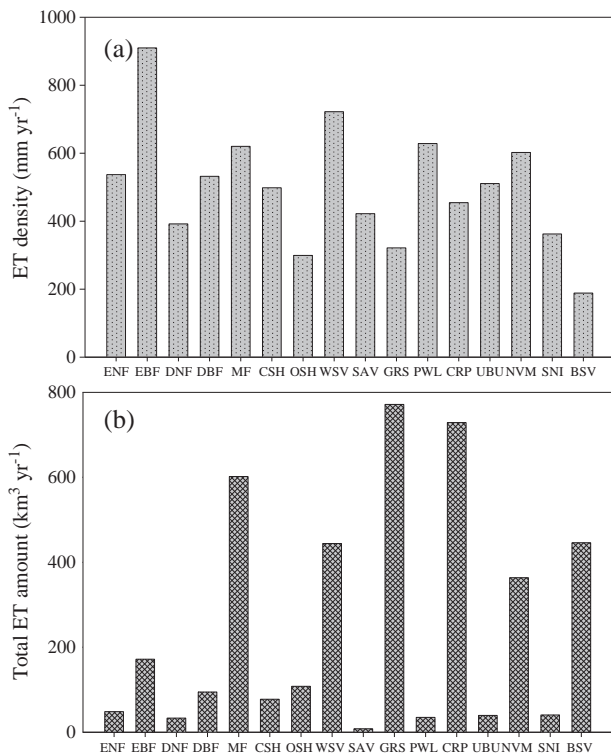 1000
(a)
800
600
400
200
0
ET density (mm yr⁻¹)
ENF EBF DNF DBF MF CSH OSH WSV SAV GRS PWL CRP UBU NVM SNI BSV
800
(b)
600
400
200
0
Total ET amount (km³ yr⁻¹)
ENF EBF DNF DBF MF CSH OSH WSV SAV GRS PWL CRP UBU NVM SNI BSV